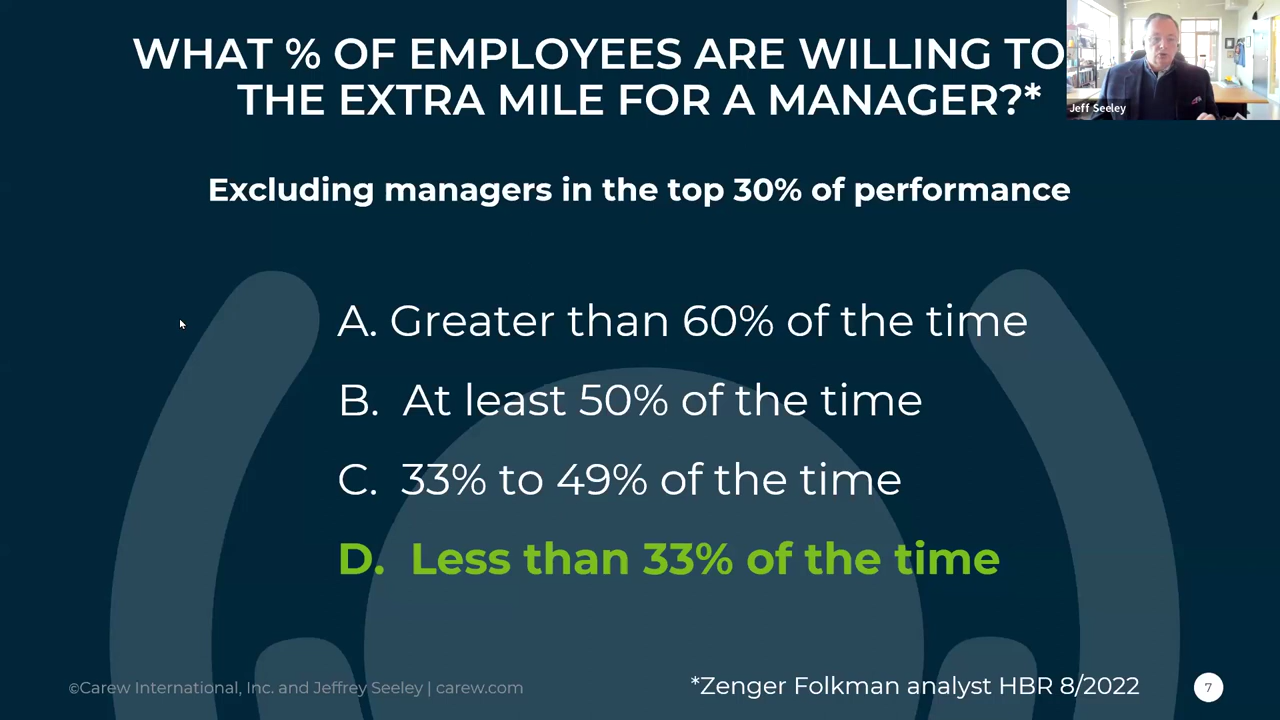 WHAT % OF EMPLOYEES ARE WILLING TO
THE EXTRA MILE FOR A MANAGER?*
Jeff Seeley
Excluding managers in the top 30% of performance
A. Greater than 60% of the time
B. At least 50% of the time
C. 33% to 49% of the time
D. Less than 33% of the time
©Carew International, Inc. and Jeffrey Seeley | carew.com
*Zenger Folkman analyst HBR 8/2022
7